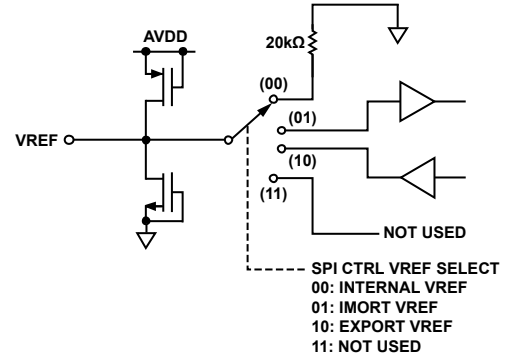 AVDD
20kΩ
(00)
VREF
(01)
(10)
(11)
NOT USED
SPI CTRL VREF SELECT
00: INTERNAL VREF
01: IMORT VREF
10: EXPORT VREF
11: NOT USED